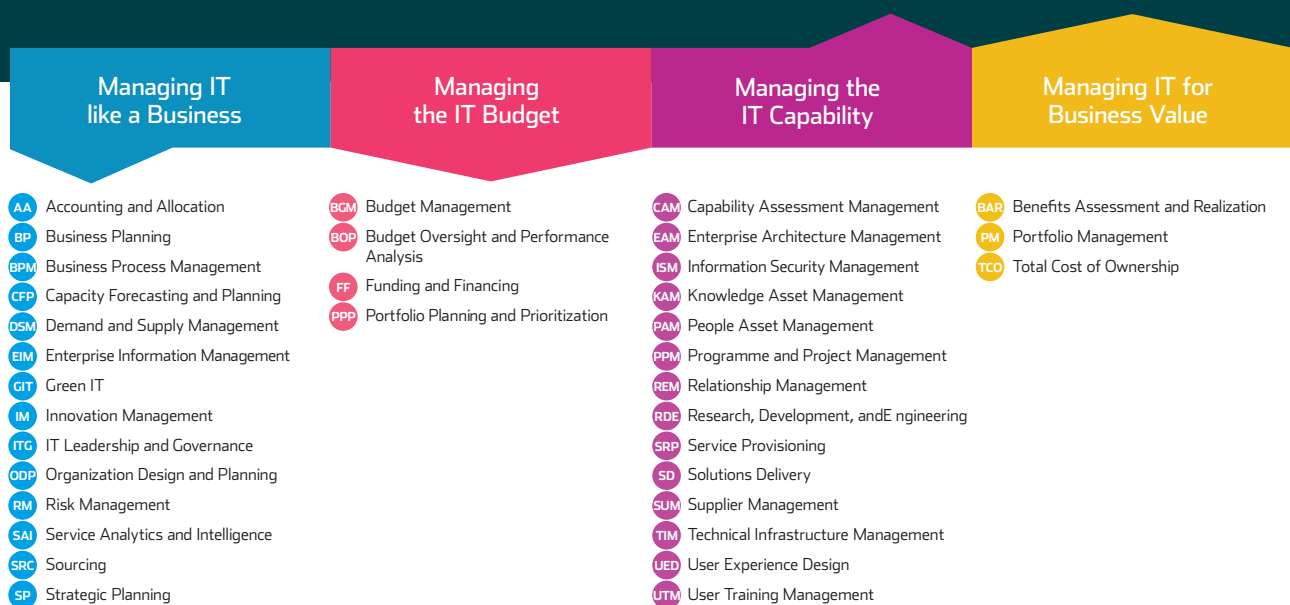 Managing IT
like a Business
AA Accounting and Allocation
BP Business Planning
BPM Business Process Management
CFP Capacity Forecasting and Planning
DSM Demand and Supply Management
EIM Enterprise Information Management
GIT Green IT
IM Innovation Management
ITG IT Leadership and Governance
ODP Organization Design and Planning
RM Risk Management
SAI Service Analytics and Intelligence
SRC Sourcing
SP Strategic Planning
Managing
the IT Budget
BGM Budget Management
BOP Budget Oversight and Performance
Analysis
FF Funding and Financing
PPP Portfolio Planning and Prioritization
Managing the
IT Capability
CAM Capability Assessment Management
EAM Enterprise Architecture Management
ISM Information Security Management
KAM Knowledge Asset Management
PAM People Asset Management
PPM Programme and Project Management
REM Relationship Management
RDE Research, Development, andE ngineering
SRP Service Provisioning
SD Solutions Delivery
SUM Supplier Management
TIM Technical Infrastructure Management
UED User Experience Design
UTM User Training Management
Managing IT for
Business Value
BAR Benefits Assessment and Realization
PM Portfolio Management
TCO Total Cost of Ownership